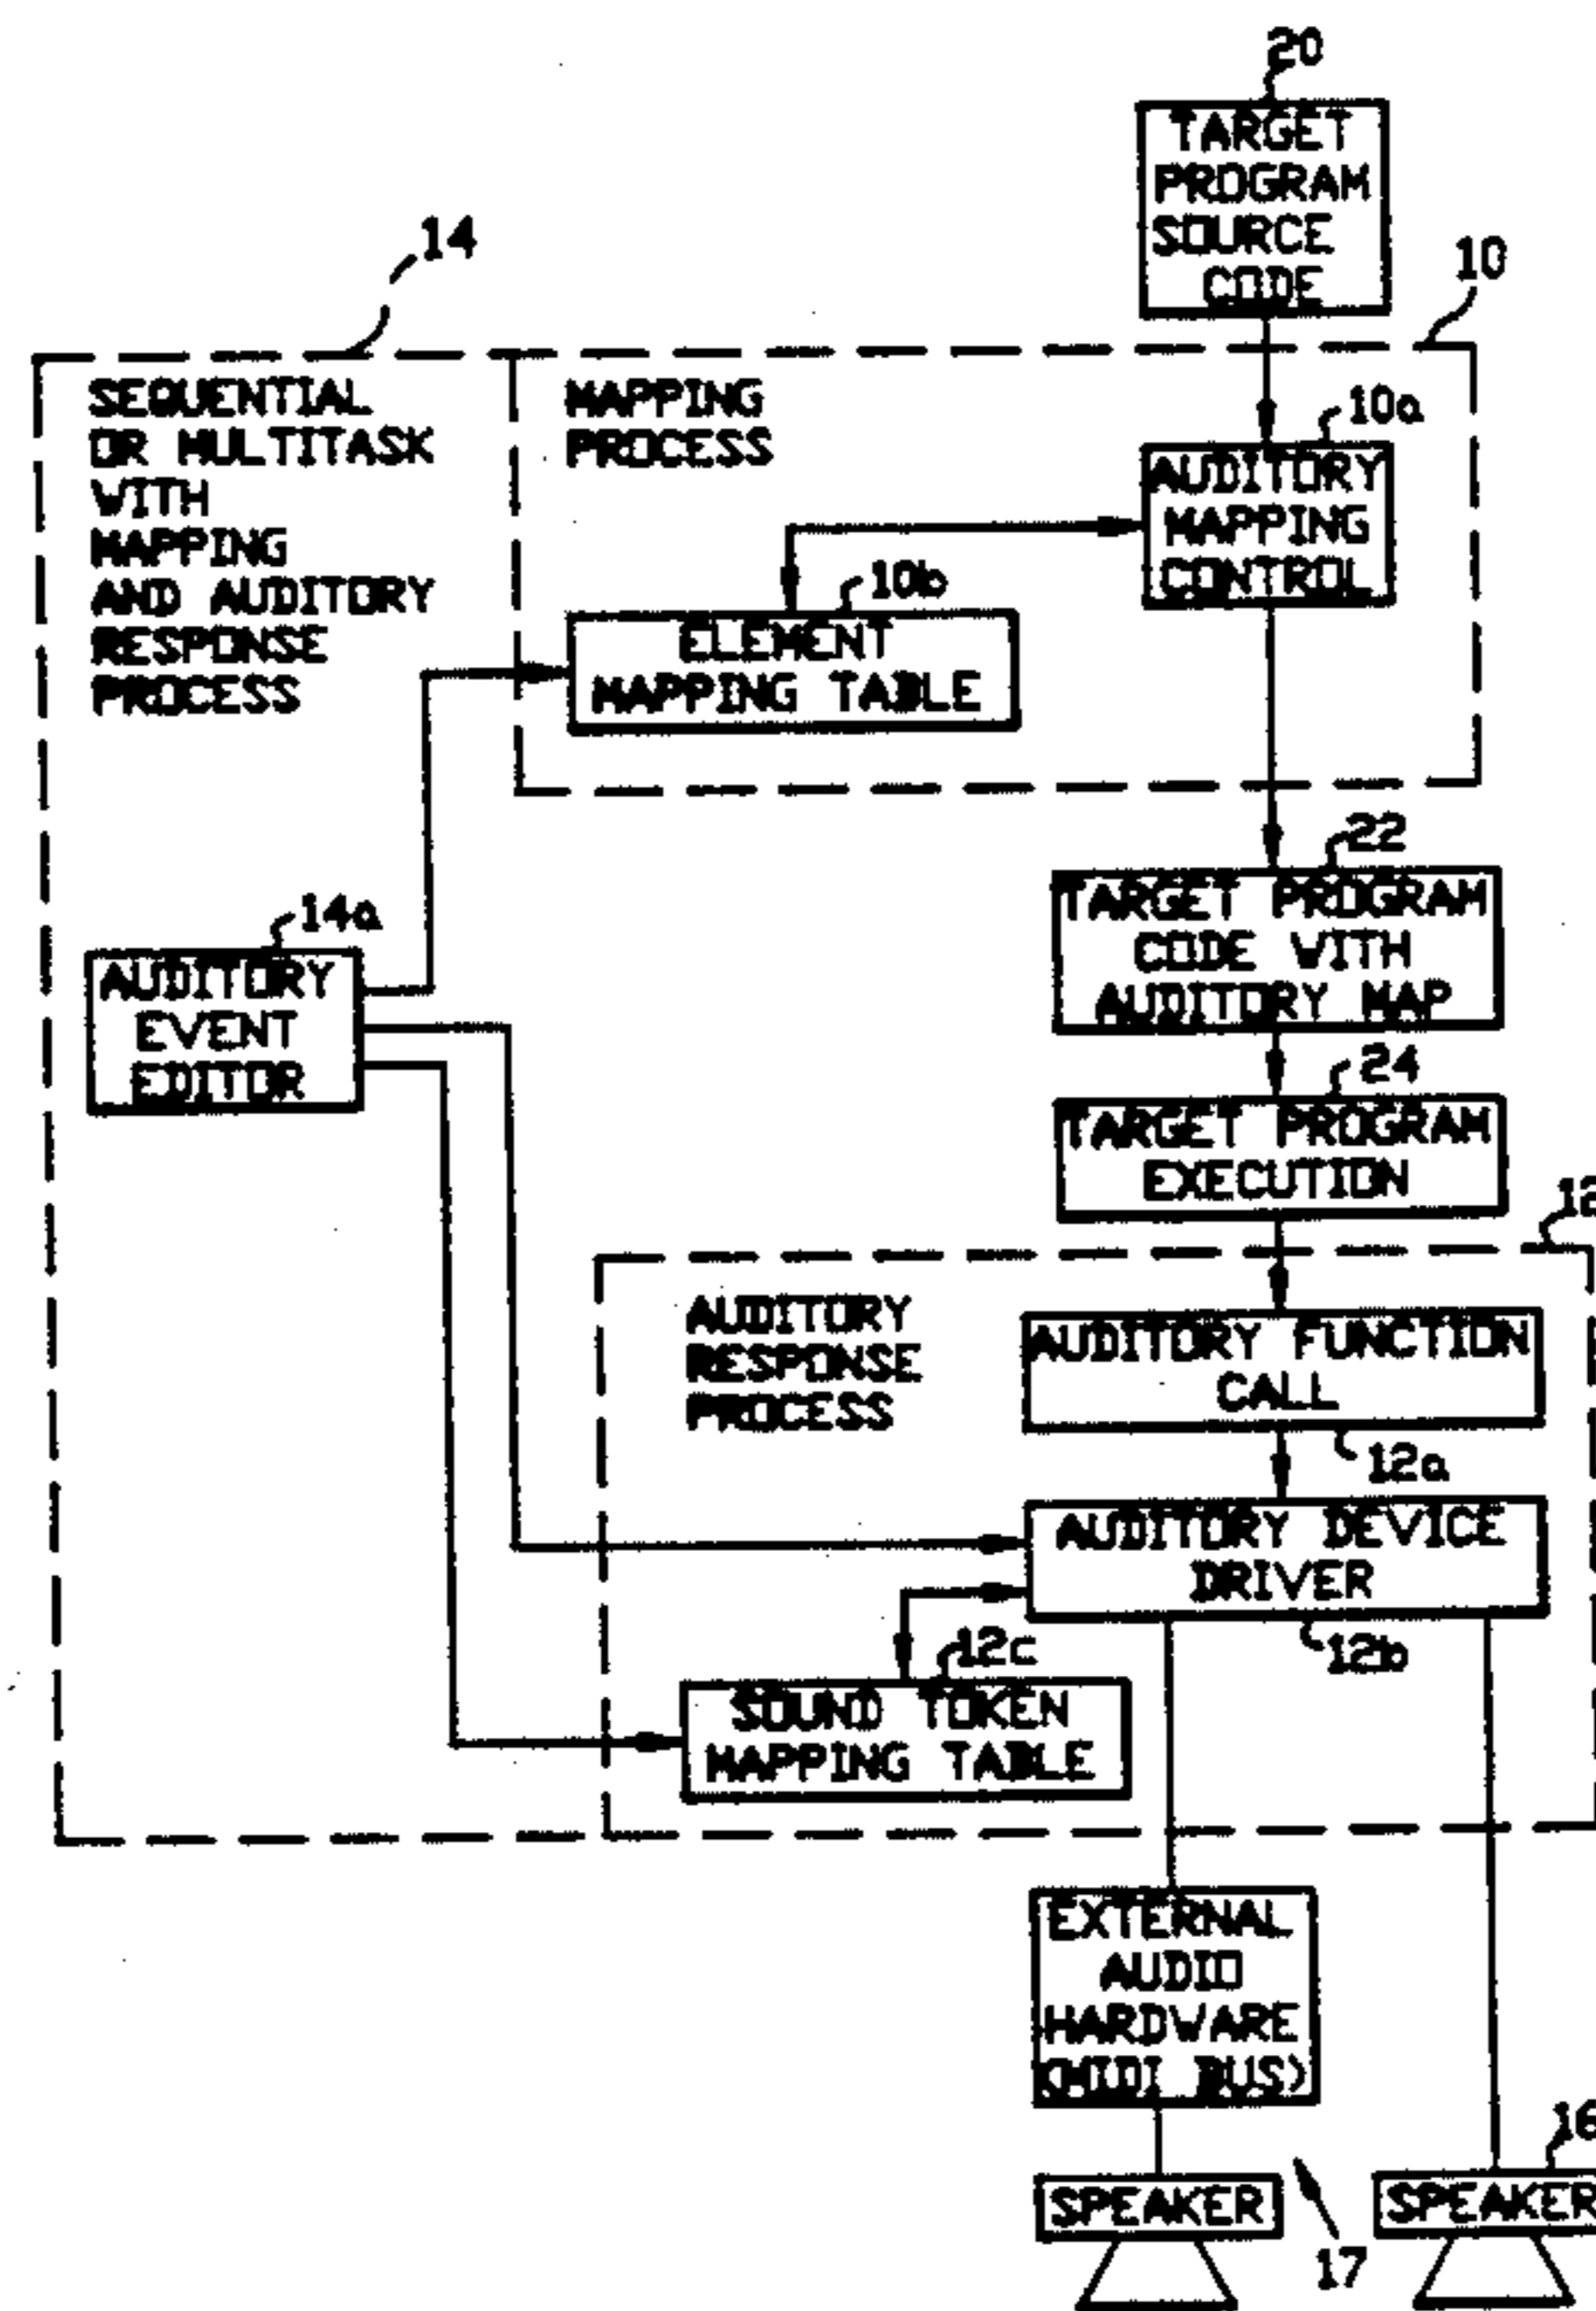 20
TARGET
PROGRAM
SOURCE
CODE
14
10
SEQUENTIAL
OR MULTITASK
WITH
MAPPING
AND AUDITORY
RESPONSE
PROCESS
MAPPING
PROCESS
10a
AUDITORY
MAPPING
CONTROL
10b
ELEMENT
MAPPING TABLE
22
TARGET PROGRAM
CODE WITH
AUDITORY MAP
14a
AUDITORY
EVENT
EDITOR
24
TARGET PROGRAM
EXECUTION
12
AUDITORY
RESPONSE
PROCESS
AUDITORY FUNCTION
CALL
12a
AUDITORY DEVICE
DRIVER
12b
12c
SOUND TOKEN
MAPPING TABLE
EXTERNAL
AUDIO
HARDWARE
(MIDI BUS)
16
SPEAKER
SPEAKER
17